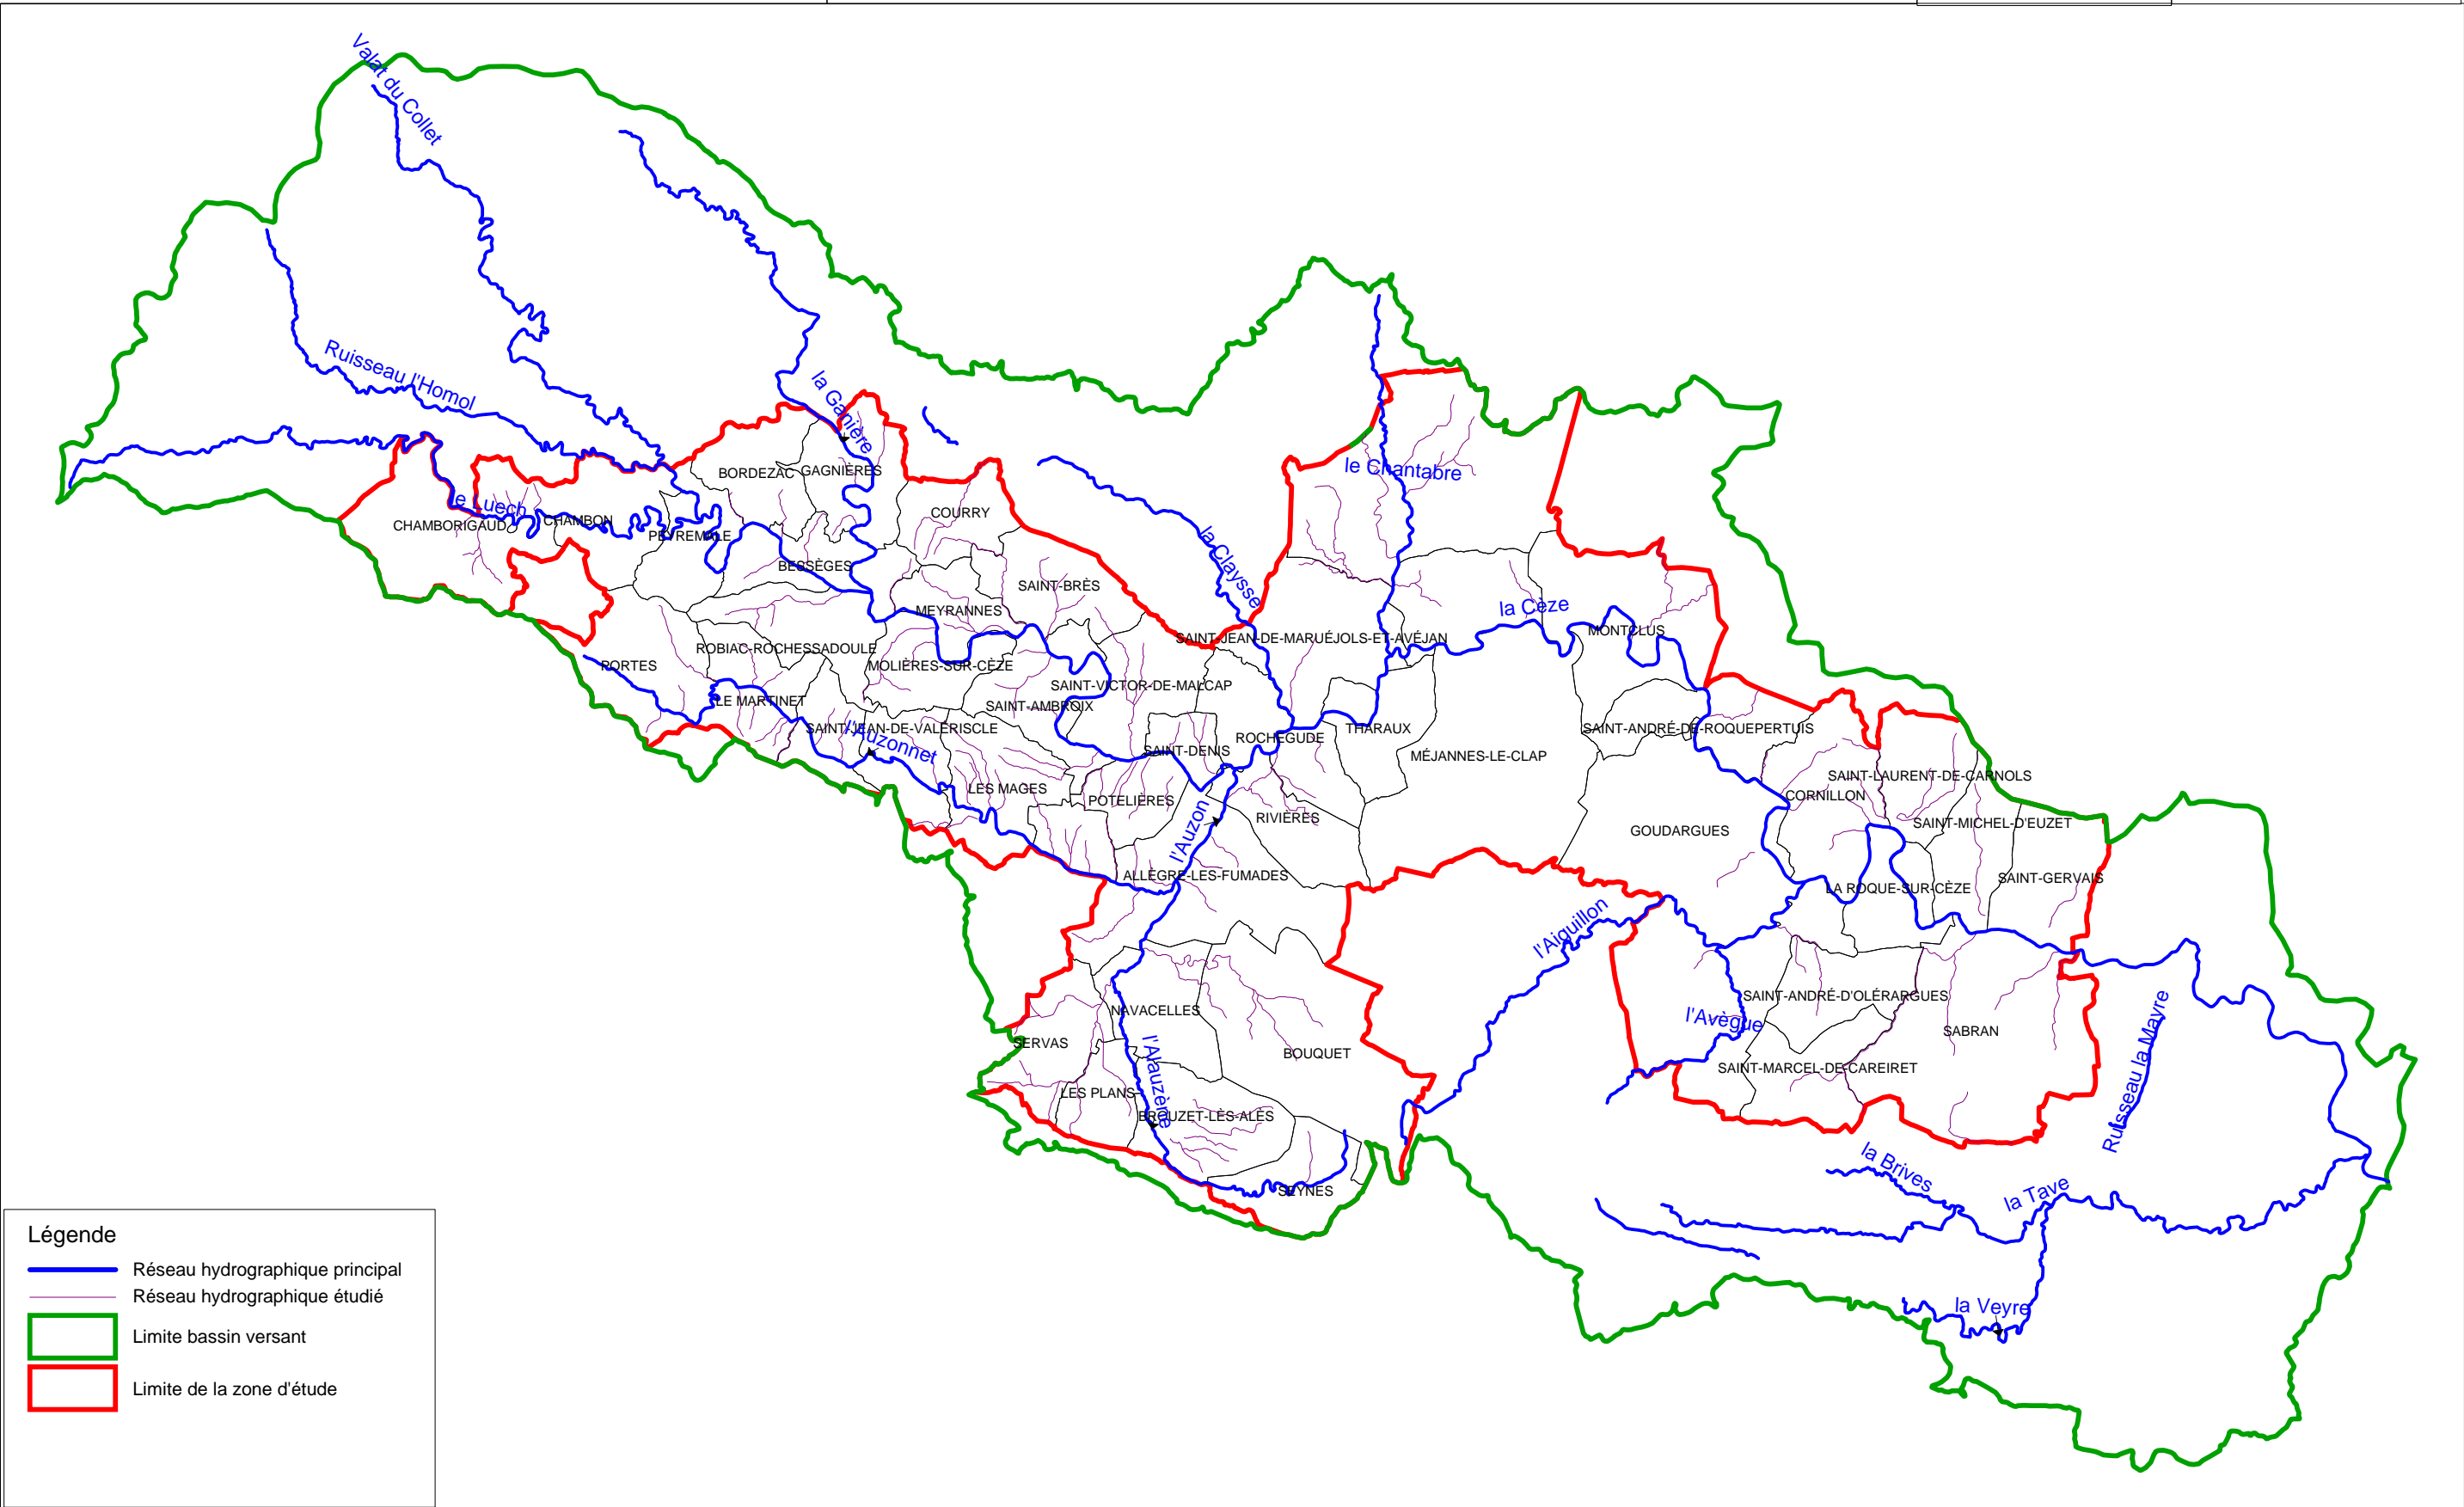 Valat du Collet
Ruisseau l'Homol
la Ganière
le Chantabre
BORDEZAC
GAGNIÈRES
le Luech
COURRY
CHAMBORIGAUD
CHAMBON
PEYREMALE
la Claysse
BESSÈGES
SAINT-BRÈS
MEYRANNES
la Cèze
MONTCLUS
SAINT-JEAN-DE-MARUÉJOLS-ET-AVÉJAN
ROBIAC-ROCHESSADOULE
PORTES
MOLIÈRES-SUR-CÈZE
SAINT-VICTOR-DE-MALCAP
LE MARTINET
SAINT-AMBROIX
SAINT-JEAN-DE-VALÉRISCLE
l'Auzonnet
SAINT-DENIS
ROCHEGUDE
THARAUX
SAINT-ANDRÉ-DE-ROQUEPERTUIS
MÉJANNES-LE-CLAP
SAINT-LAURENT-DE-CARNOLS
LES MAGES
CORNILLON
POTELIÈRES
RIVIÈRES
SAINT-MICHEL-D'EUZET
l'Auzon
GOUDARGUES
ALLÈGRE-LES-FUMADES
LA ROQUE-SUR-CÈZE
SAINT-GERVAIS
l'Aiguillon
SAINT-ANDRÉ-D'OLÉRARGUES
NAVACELLES
l'Avègue
SABRAN
SERVAS
BOUQUET
Ruisseau la Mayre
l'Alauzène
SAINT-MARCEL-DE-CAREIRET
LES PLANS
BROUZET-LÈS-ALÈS
la Brives
SEYNES
la Tave
la Veyre
Légende
Réseau hydrographique principal
Réseau hydrographique étudié
Limite bassin versant
Limite de la zone d'étude